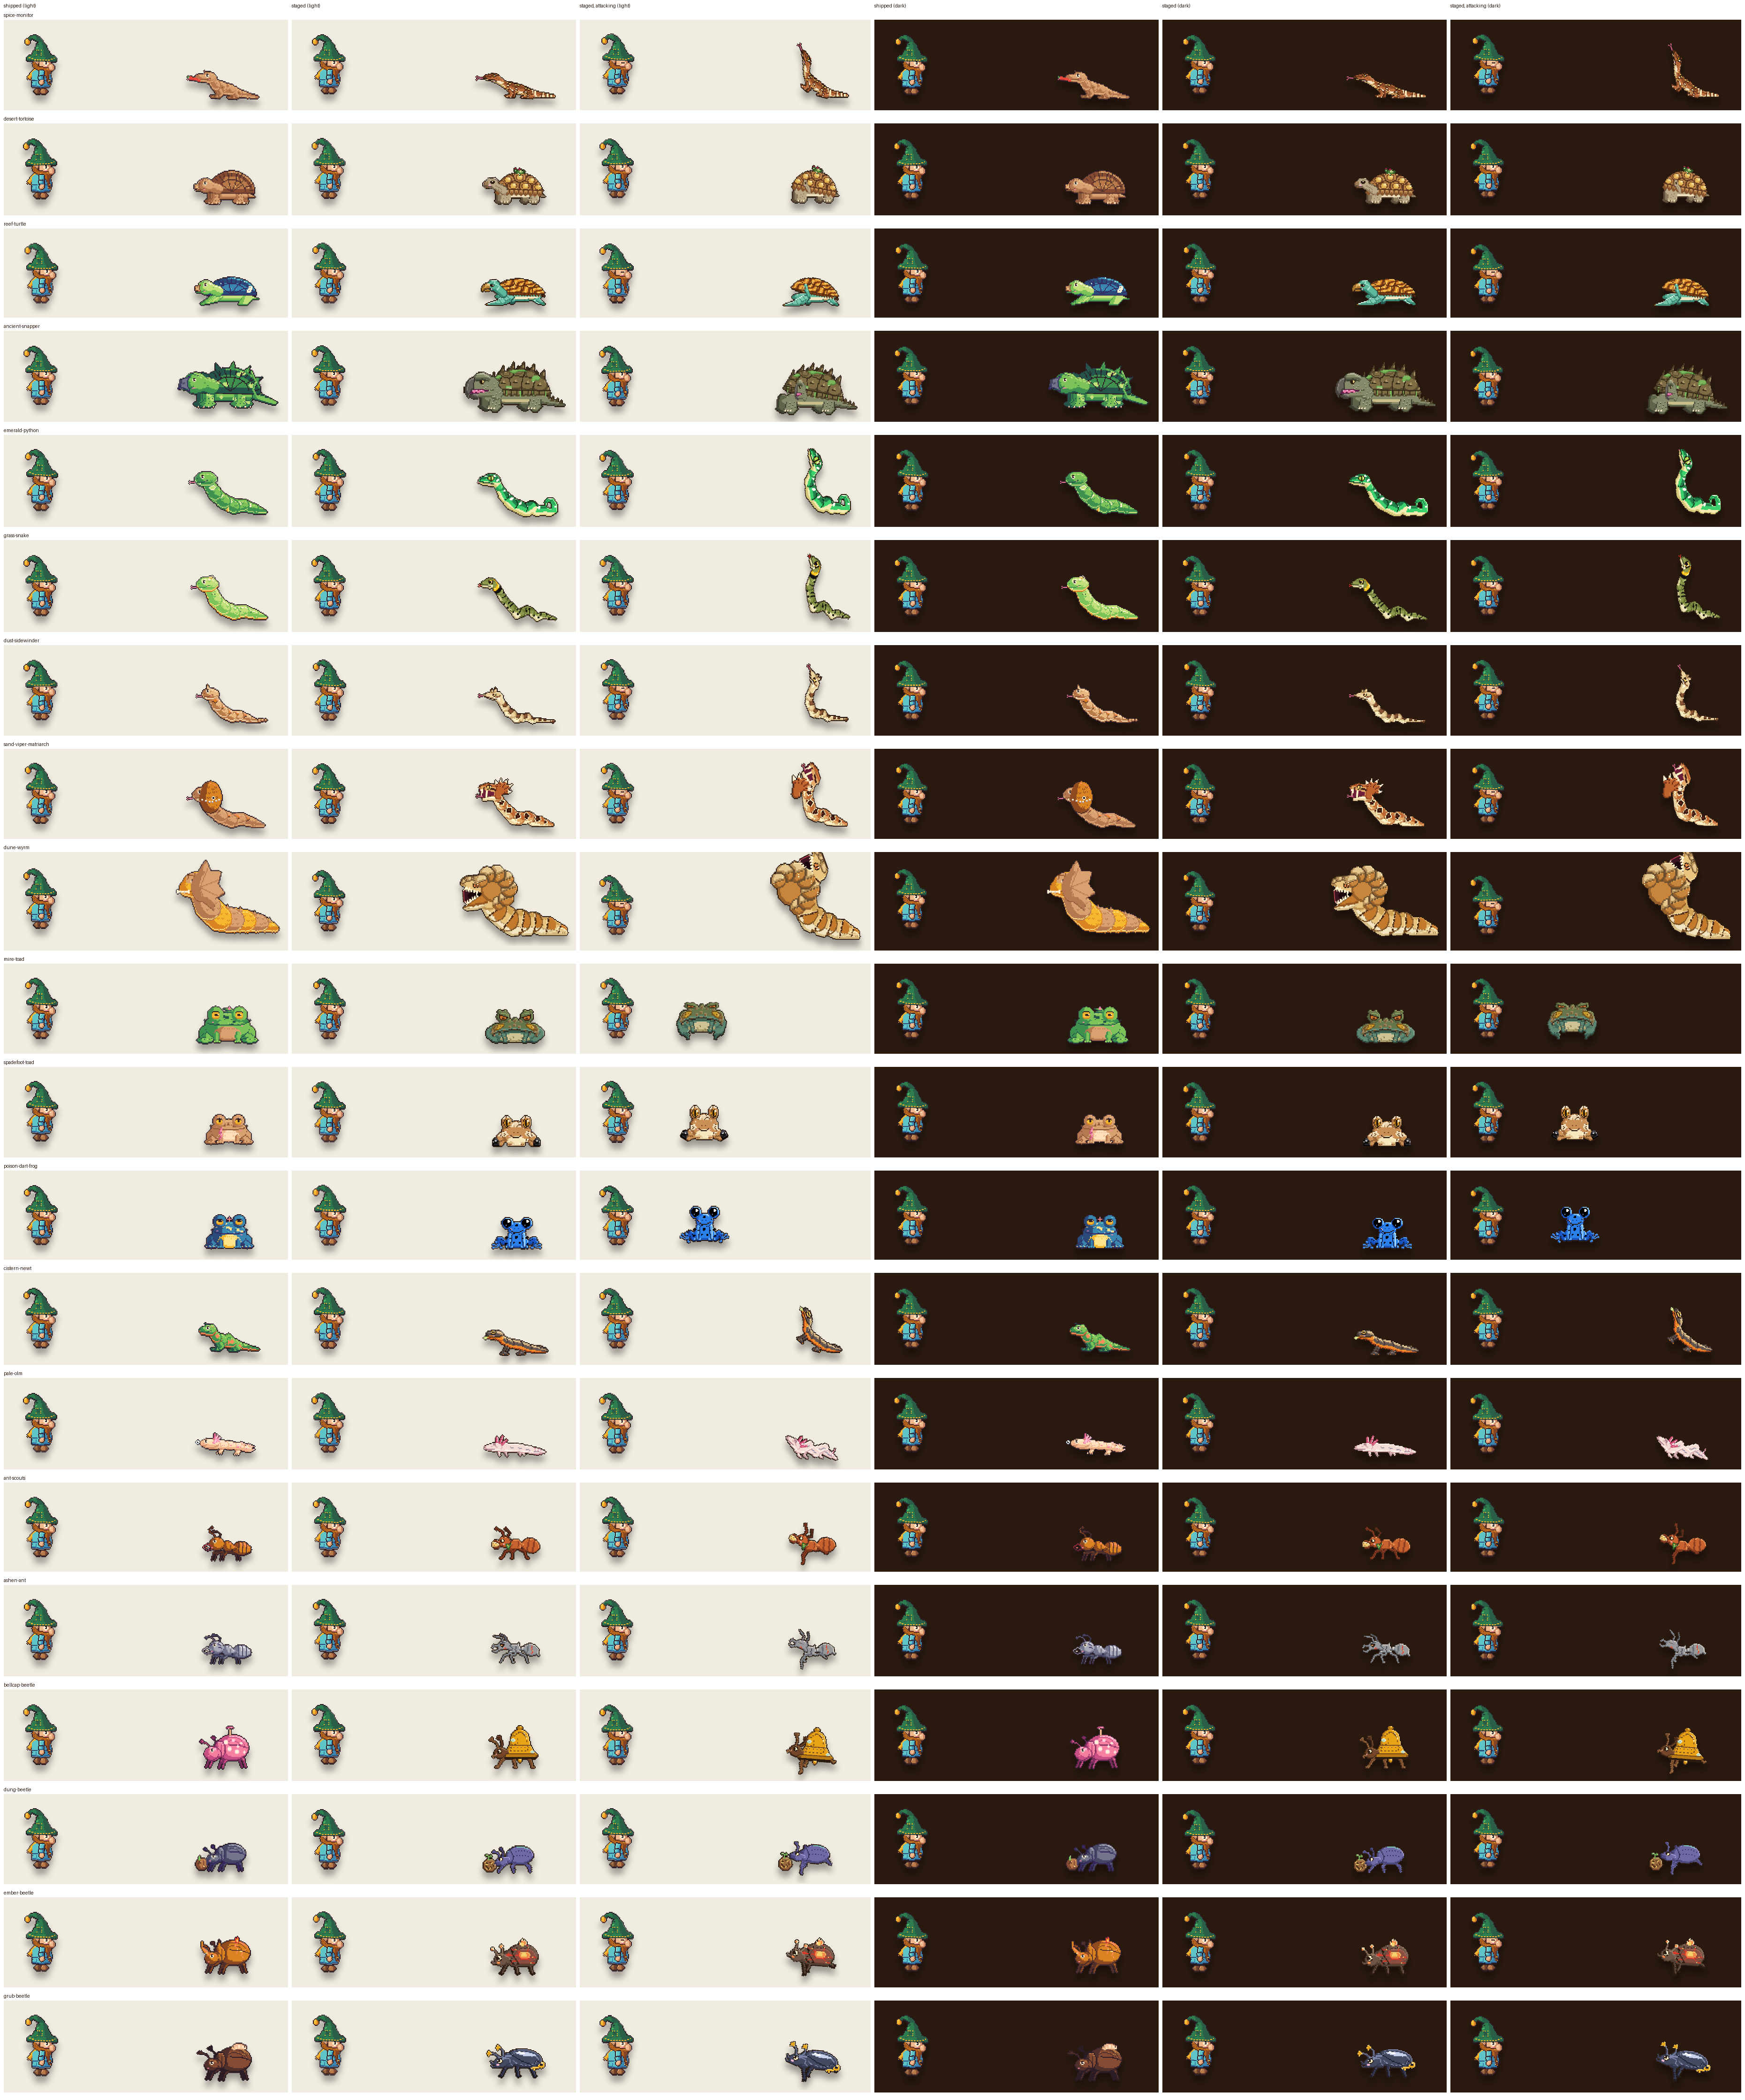 shipped (light) staged (light) staged, attacking (light) shipped (dark) staged (dark) staged, attacking (dark)
spice-monitor
desert-tortoise
reef-turtle
ancient-snapper
emerald-python
grass-snake
dust-sidewinder
sand-viper-matriarch
dune-wyrm
mire-toad
spadefoot-toad
poison-dart-frog
cistern-newt
pale-olm
ant-scouts
ashen-ant
bellcap-beetle
dung-beetle
ember-beetle
grub-beetle